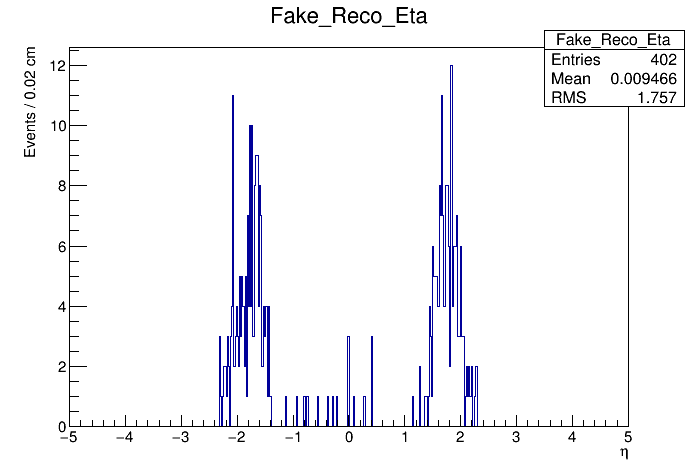 Fake_Reco_Eta
Fake_Reco_Eta
Entries 402
Mean 0.009466
RMS 1.757
Events / 0.02 cm
12
10
8
6
4
2
0
−5 −4 −3 −2 −1 0 1 2 3 4 5
η